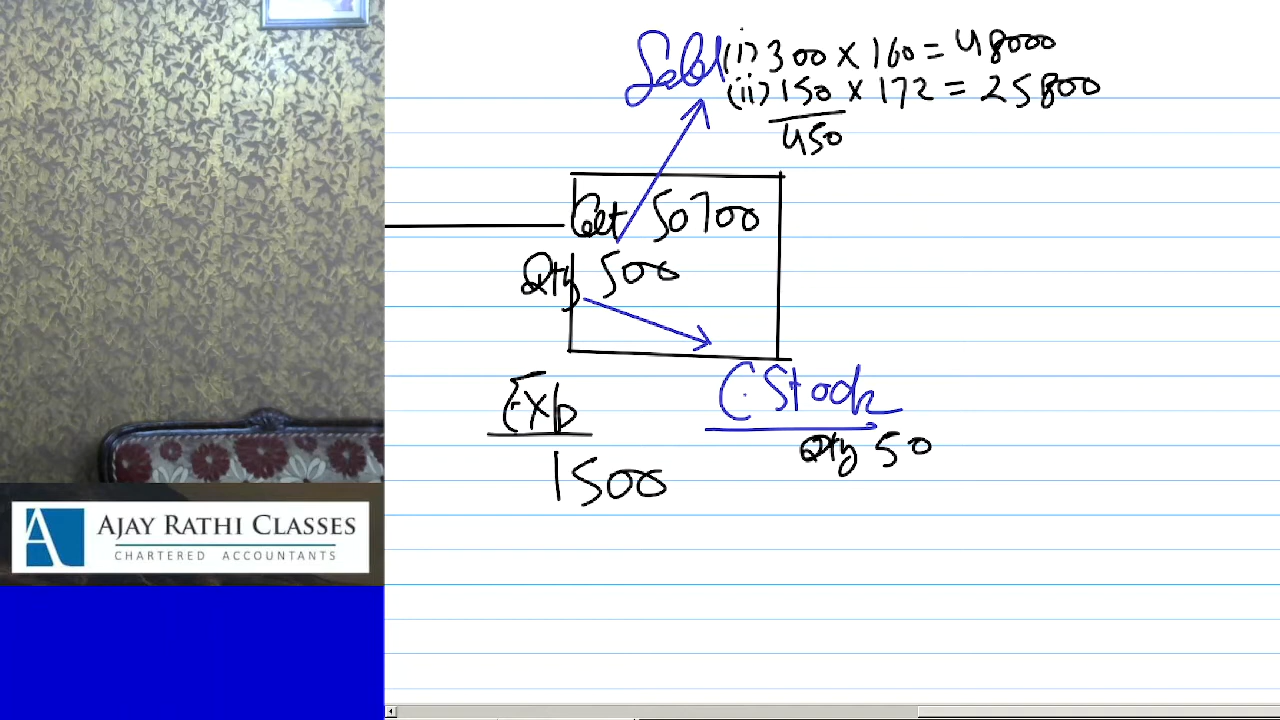 Sold (i) 300 x 160 = 48000
(ii) 150 x 172 = 25800
450
50700
Qty 500
Exp
1500
C Stock
Qty 50
AJAY RATHI CLASSES
CHARTERED ACCOUNTANTS